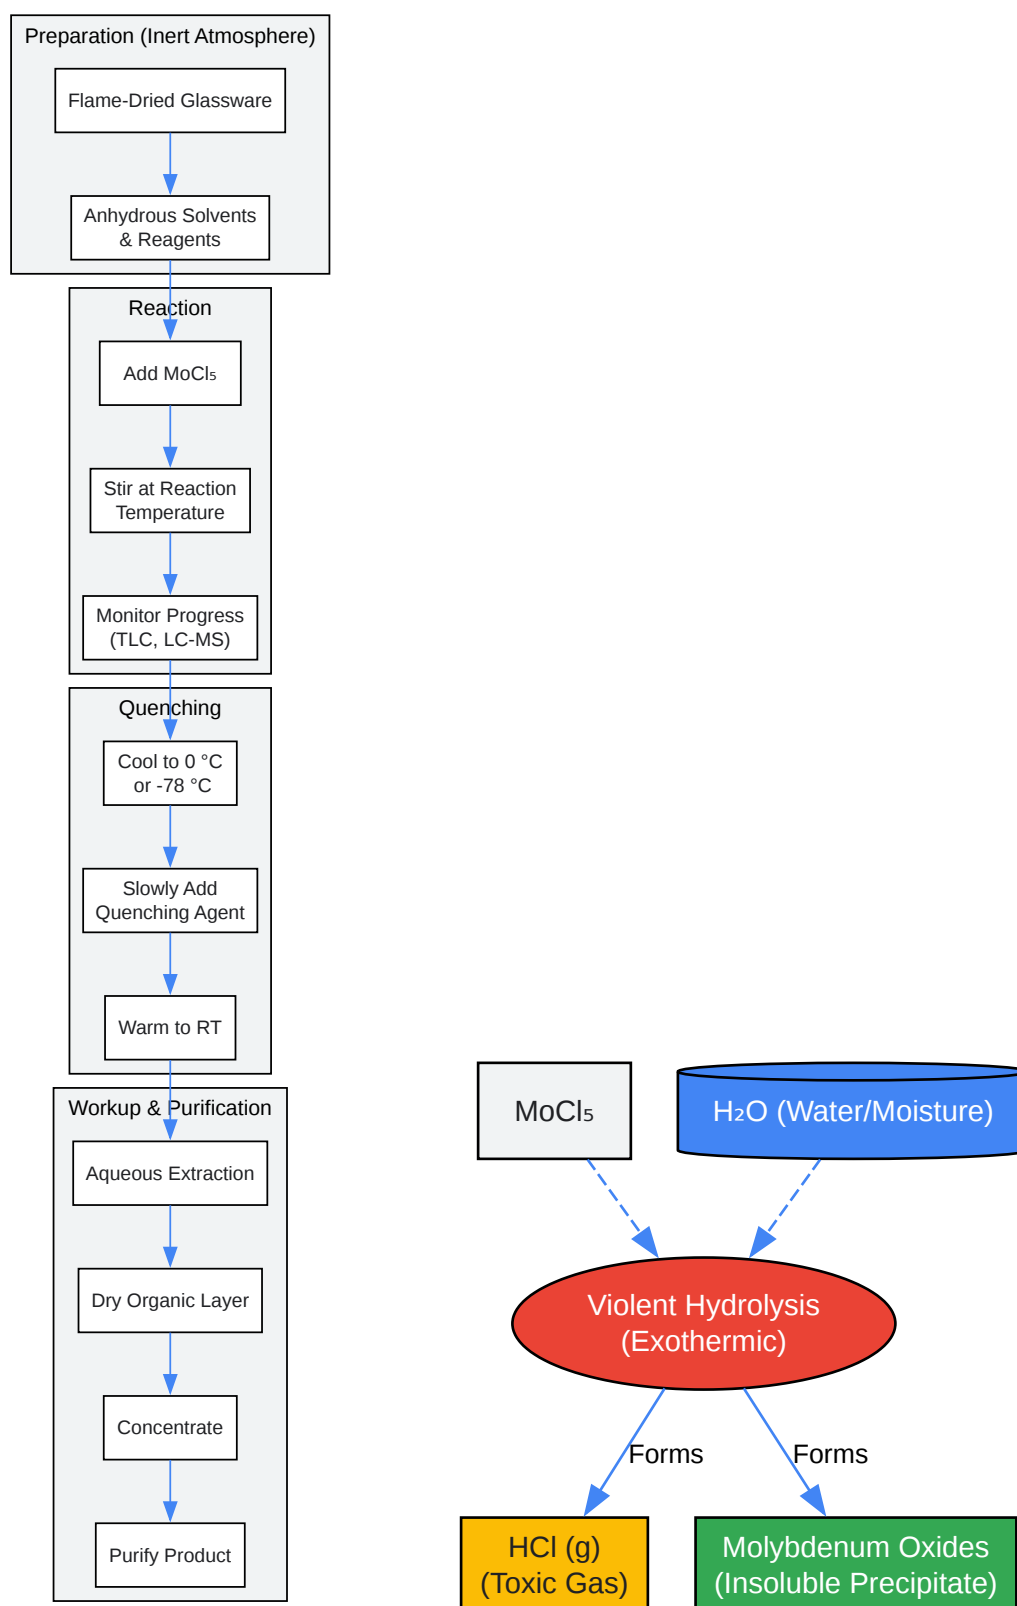 Preparation (Inert Atmosphere)
Flame-Dried Glassware
Anhydrous Solvents
& Reagents
Reaction
Add MoCl₅
Stir at Reaction
Temperature
Monitor Progress
(TLC, LC-MS)
Quenching
Cool to 0 °C
or -78 °C
Slowly Add
Quenching Agent
Warm to RT
Workup & Purification
Aqueous Extraction
Dry Organic Layer
Concentrate
Purify Product
MoCl₅
H₂O (Water/Moisture)
Violent Hydrolysis
(Exothermic)
Forms
Forms
HCl (g)
(Toxic Gas)
Molybdenum Oxides
(Insoluble Precipitate)